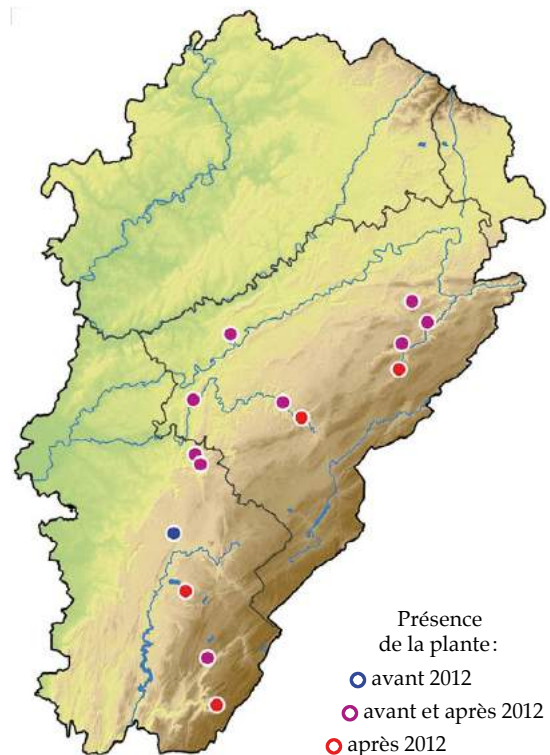 Présence
de la plante :
avant 2012
avant et après 2012
après 2012